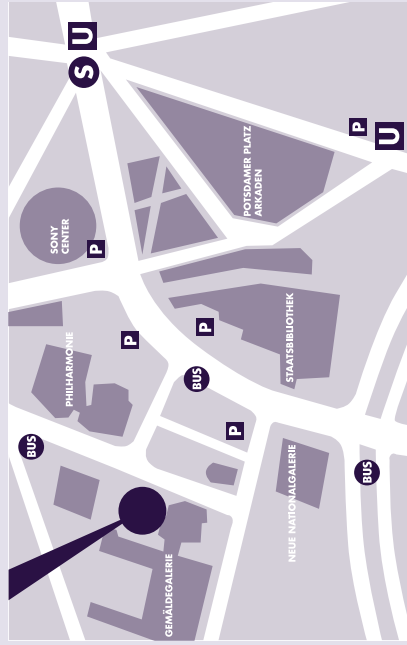 U
S
P
U
POTSDAMER PLATZ
ARKADEN
SONY
CENTER
P
P
P
STAATSBIBLIOTHEK
PHILHARMONIE
BUS
P
BUS
BUS
NEUE NATIONALGALERIE
GEMÄLDEGALERIE